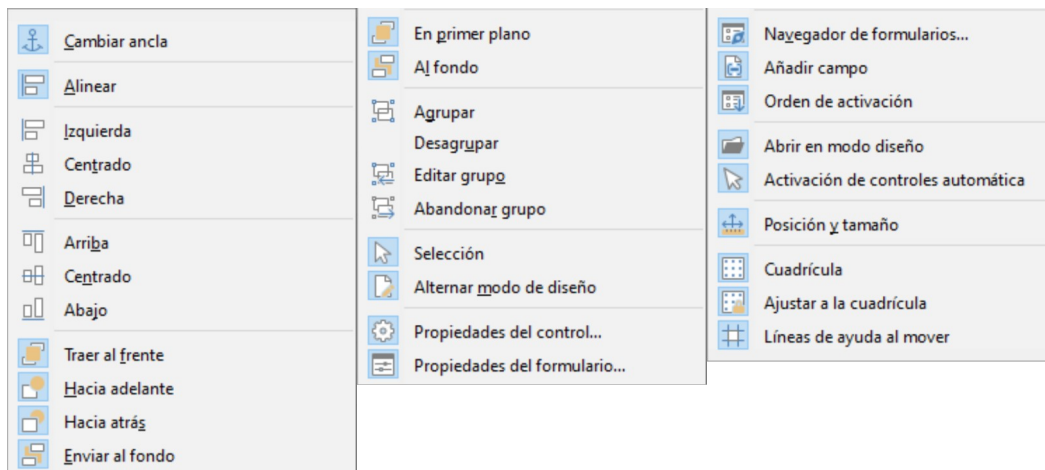 Cambiar ancla
Alinear
Izquierda
Centrado
Derecha
Arriba
Centrado
Abajo
Traer al frente
Hacia adelante
Hacia atrás
Enviar al fondo
En primer plano
Al fondo
Agrupar
Desagrupar
Editar grupo
Abandonar grupo
Selección
Alternar modo de diseño
Propiedades del control...
Propiedades del formulario...
Navegador de formularios...
Añadir campo
Orden de activación
Abrir en modo diseño
Activación de controles automática
Posición y tamaño
Cuadrícula
Ajustar a la cuadrícula
Líneas de ayuda al mover